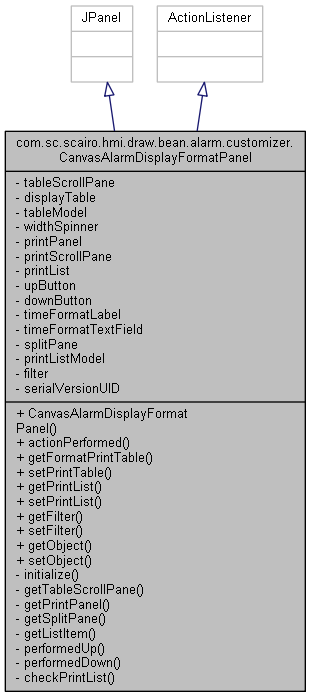 JPanel
ActionListener
com.sc.scairo.hmi.draw.bean.alarm.customizer.
CanvasAlarmDisplayFormatPanel
- tableScrollPane
- displayTable
- tableModel
- widthSpinner
- printPanel
- printScrollPane
- printList
- upButton
- downButton
- timeFormatLabel
- timeFormatTextField
- splitPane
- printListModel
- filter
- serialVersionUID
+ CanvasAlarmDisplayFormat
Panel()
+ actionPerformed()
+ getFormatPrintTable()
+ setPrintTable()
+ getPrintList()
+ setPrintList()
+ getFilter()
+ setFilter()
+ getObject()
+ setObject()
- initialize()
- getTableScrollPane()
- getPrintPanel()
- getSplitPane()
- getListItem()
- performedUp()
- performedDown()
- checkPrintList()